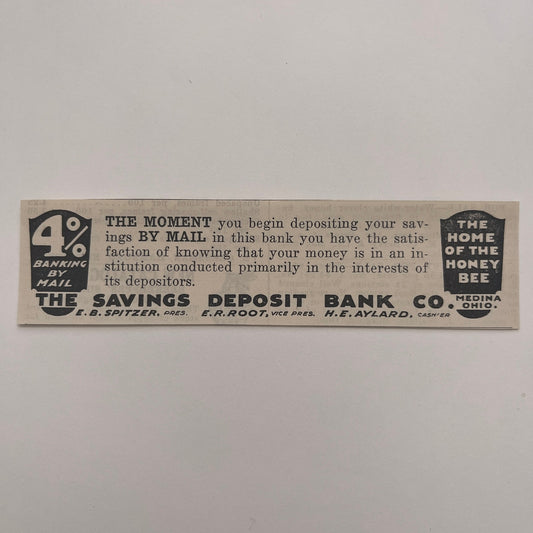 4%
BANKING
BY
MAIL
THE MOMENT you begin depositing your sav-
ings BY MAIL in this bank you have the satis-
faction of knowing that your money is in an in-
stitution conducted primarily in the interests of
its depositors.
THE
HOME
OF THE
HONEY
BEE
THE SAVINGS DEPOSIT BANK CO. MEDINA
OHIO.
E.B. SPITZER, PRES. E.R. ROOT, VICE PRES. H.E. AYLARD, CASH'ER